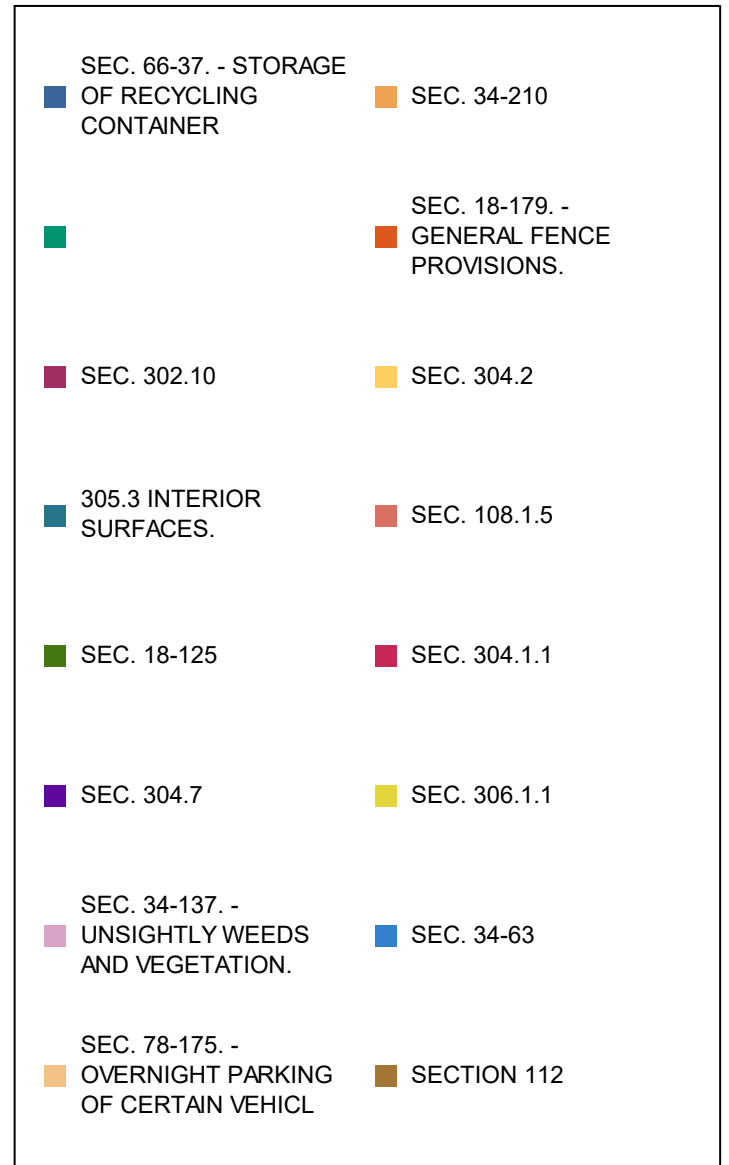 SEC. 66-37. - STORAGE
OF RECYCLING
CONTAINER
SEC. 34-210
SEC. 18-179. -
GENERAL FENCE
PROVISIONS.
SEC. 302.10
SEC. 304.2
305.3 INTERIOR
SURFACES.
SEC. 108.1.5
SEC. 18-125
SEC. 304.1.1
SEC. 304.7
SEC. 306.1.1
SEC. 34-137. -
UNSIGHTLY WEEDS
AND VEGETATION.
SEC. 34-63
SEC. 78-175. -
OVERNIGHT PARKING
OF CERTAIN VEHICL
SECTION 112